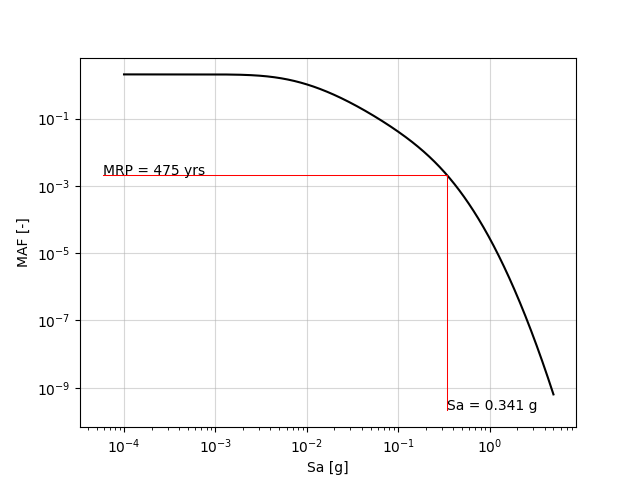 10⁻¹
10⁻³
10⁻⁵
10⁻⁷
10⁻⁹
MAF [-]
MRP = 475 yrs
Sa = 0.341 g
10⁻⁴ 10⁻³ 10⁻² 10⁻¹ 10⁰
Sa [g]